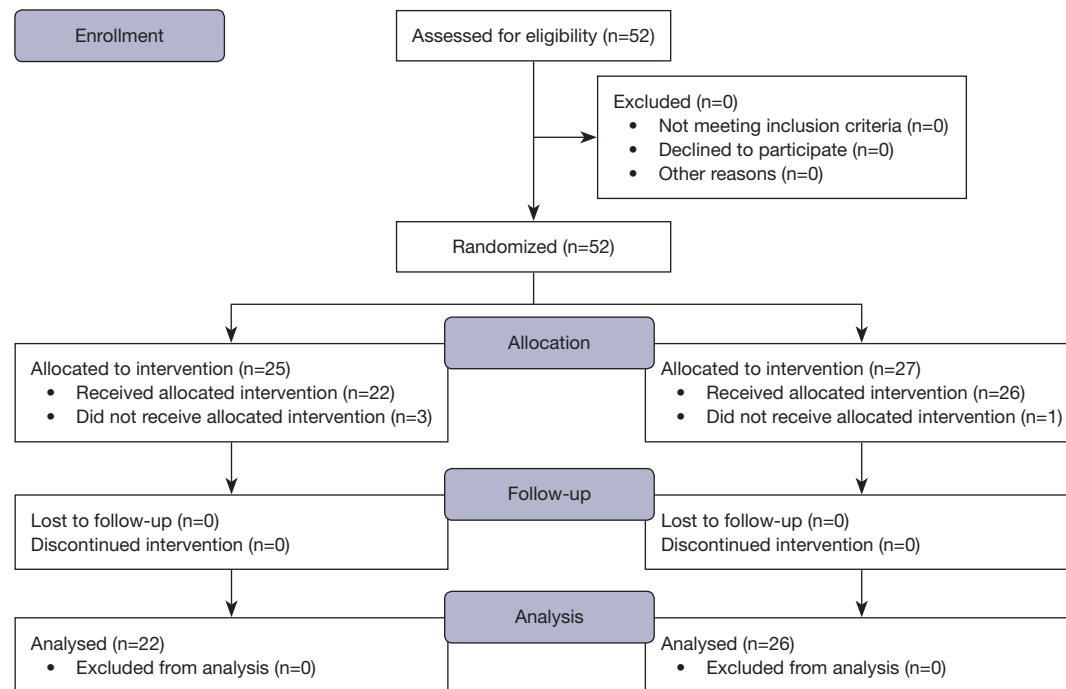 Enrollment
Assessed for eligibility (n=52)
Excluded (n=0)
• Not meeting inclusion criteria (n=0)
• Declined to participate (n=0)
• Other reasons (n=0)
Randomized (n=52)
Allocation
Allocated to intervention (n=25)
• Received allocated intervention (n=22)
• Did not receive allocated intervention (n=3)
Allocated to intervention (n=27)
• Received allocated intervention (n=26)
• Did not receive allocated intervention (n=1)
Follow-up
Lost to follow-up (n=0)
Discontinued intervention (n=0)
Lost to follow-up (n=0)
Discontinued intervention (n=0)
Analysis
Analysed (n=22)
• Excluded from analysis (n=0)
Analysed (n=26)
• Excluded from analysis (n=0)